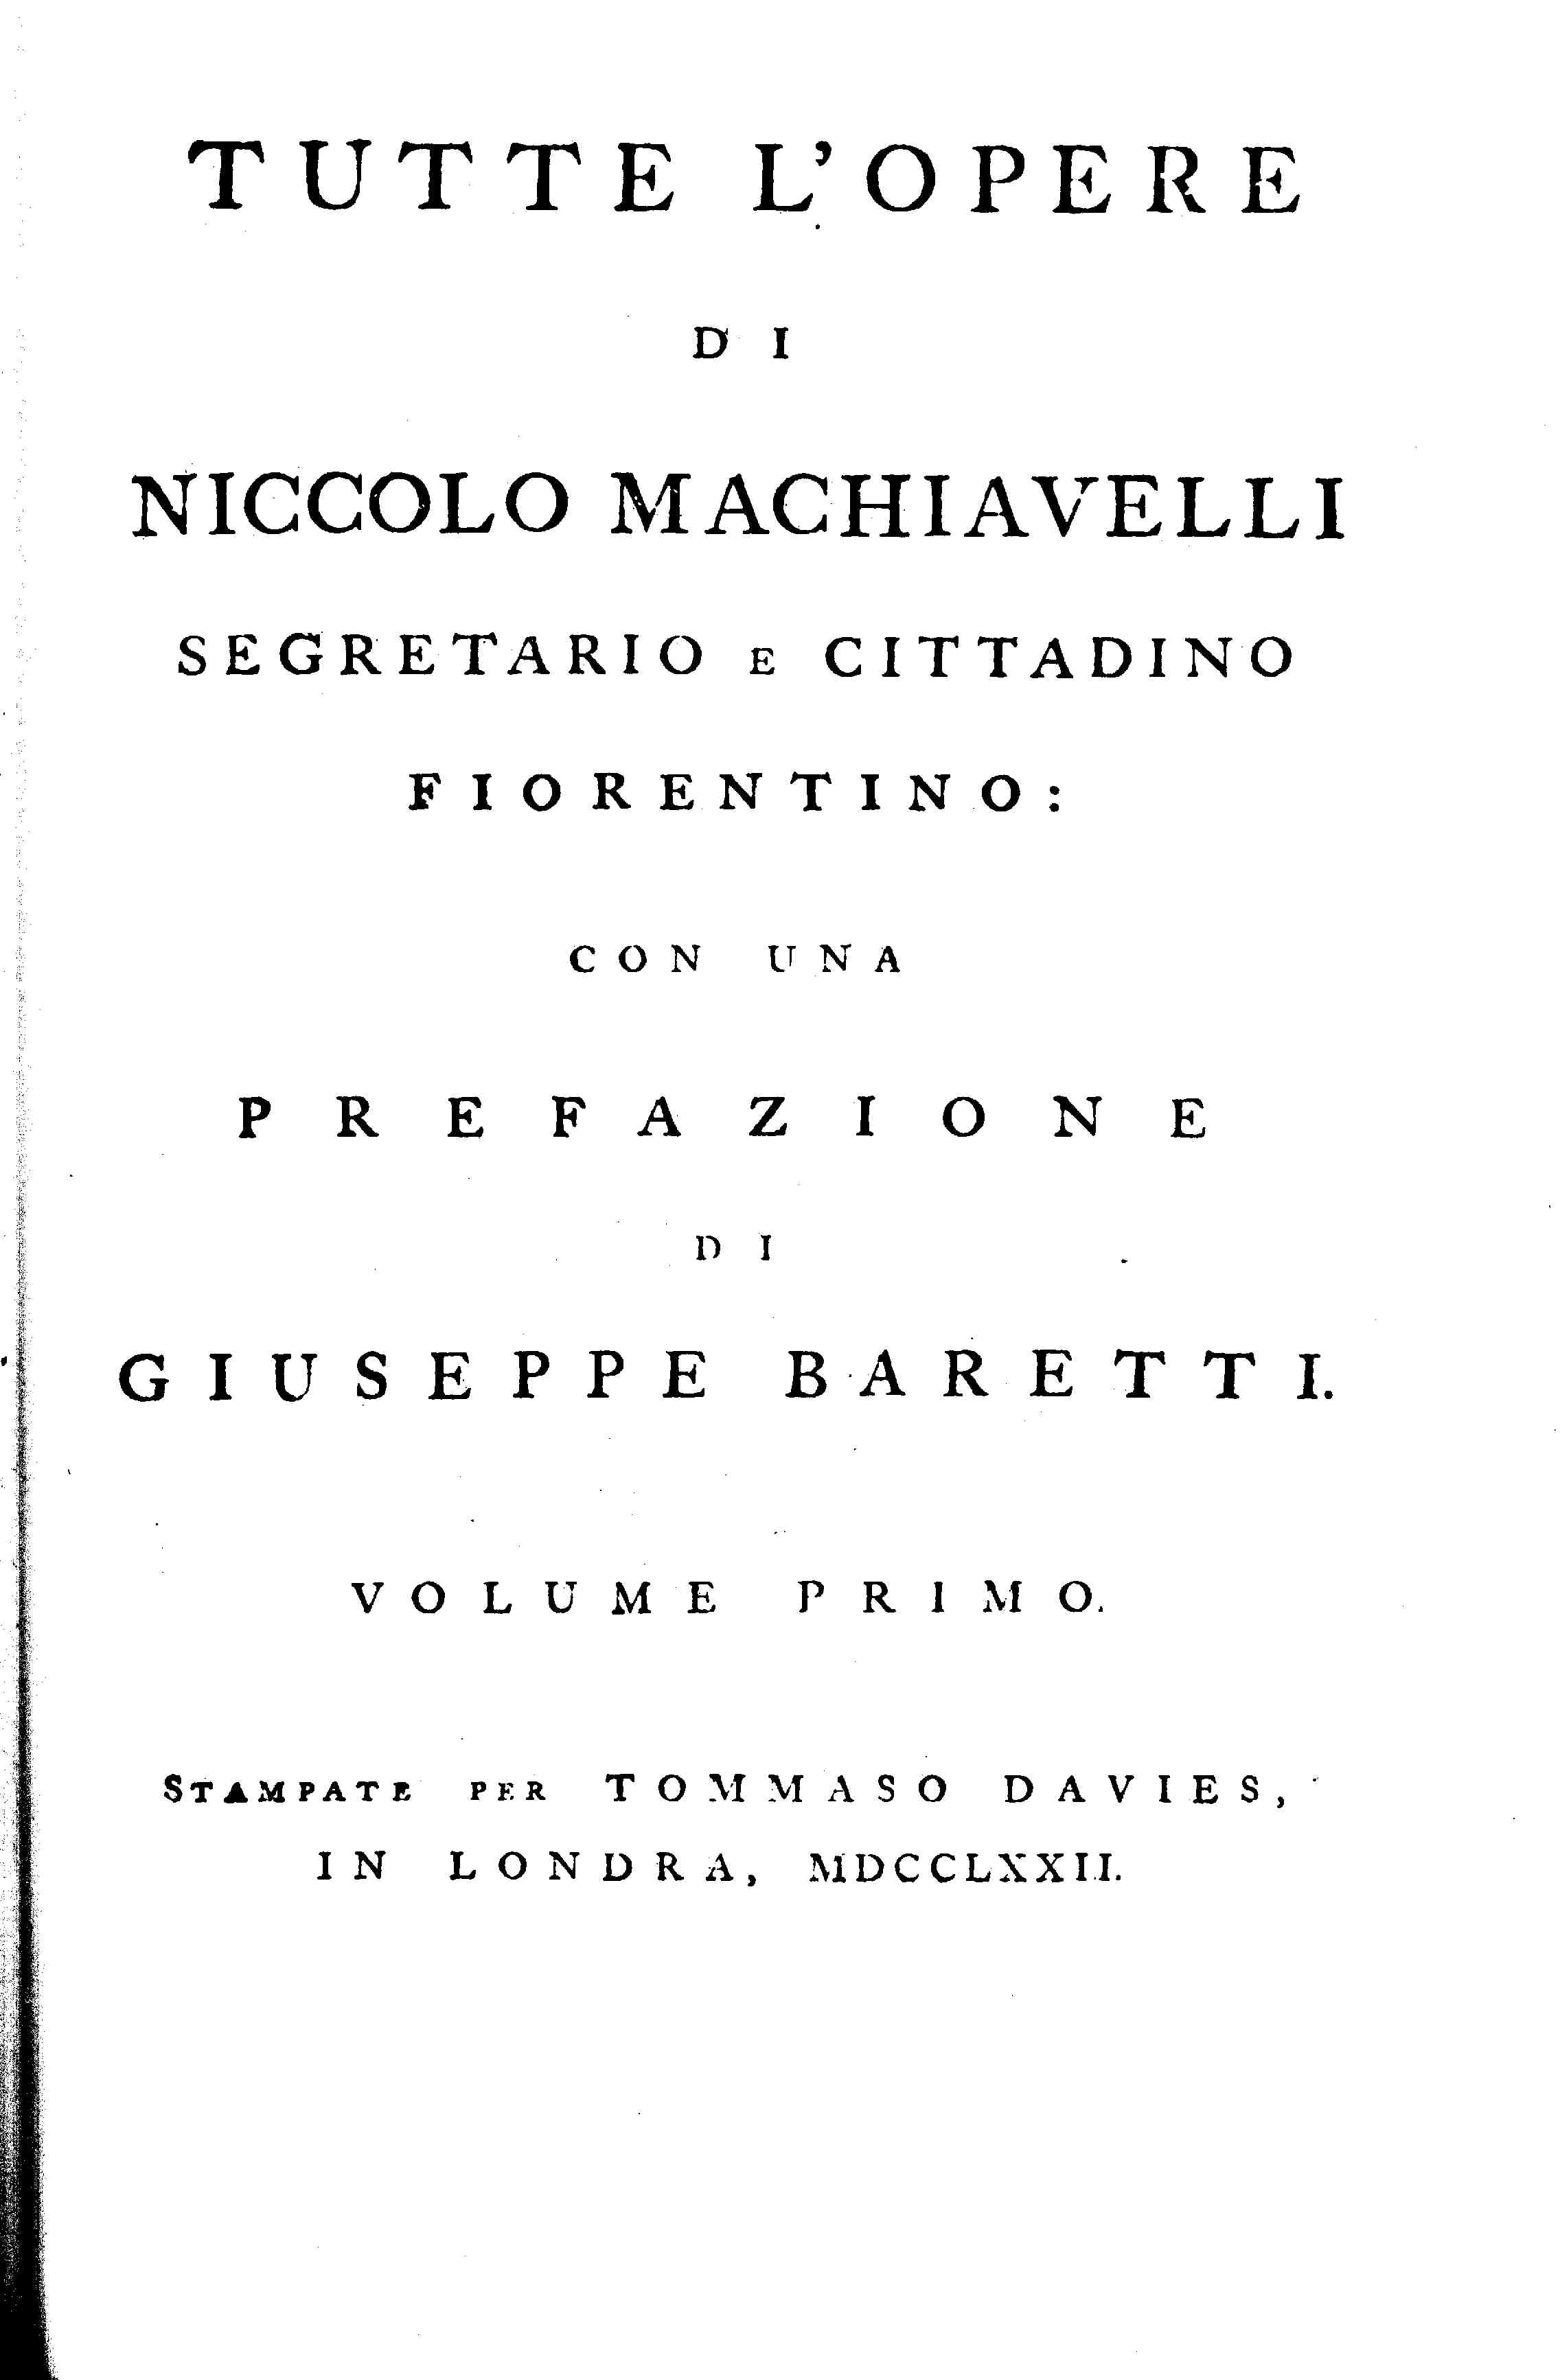 TUTTE L'OPERE
DI
NICCOLO MACHIAVELLI
SEGRETARIO E CITTADINO
FIORENTINO:
CON UNA
PREFAZIONE
DI
GIUSEPPE BARETTI.
VOLUME PRIMO.
STAMPATE PER TOMMASO DAVIES,
IN LONDRA, MDCCLXXII.